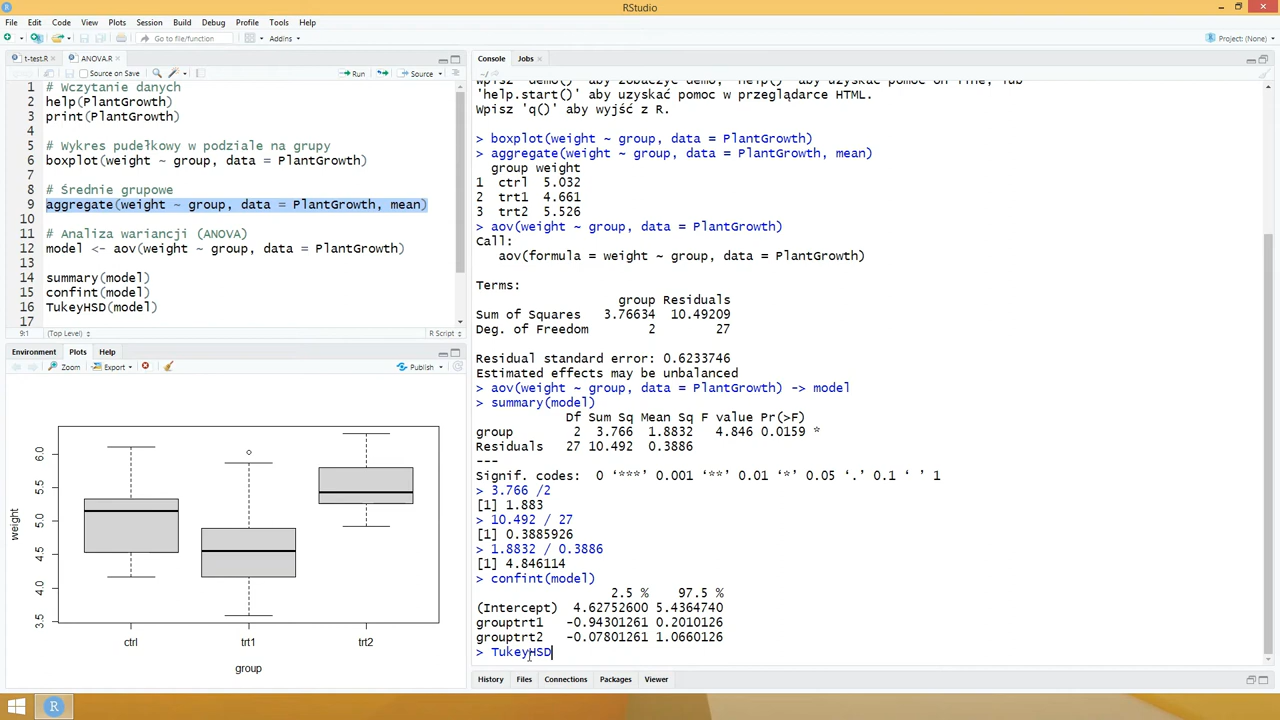 RStudio
File Edit Code View Plots Session Build Debug Profile Tools Help
Go to file/function Addins Project: (None)
t-test.R ANOVA.R
Source on Save Run Source
1 # Wczytanie danych
2 help(PlantGrowth)
3 print(PlantGrowth)
4
5 # Wykres pudełkowy w podziale na grupy
6 boxplot(weight ~ group, data = PlantGrowth)
7
8 # Średnie grupowe
9 aggregate(weight ~ group, data = PlantGrowth, mean)
10
11 # Analiza wariancji (ANOVA)
12 model <- aov(weight ~ group, data = PlantGrowth)
13
14 summary(model)
15 confint(model)
16 TukeyHSD(model)
17
9:1 (Top Level) R Script
Environment Plots Help
Zoom Export Publish
weight
6.0
5.5
5.0
4.5
4.0
3.5
ctrl trt1 trt2
group
Console Jobs
~/
Wpisz 'demo()' aby zobaczyć demo, 'help()' aby uzyskać pomoc on-line, lub
'help.start()' aby uzyskać pomoc w przeglądarce HTML.
Wpisz 'q()' aby wyjść z R.
> boxplot(weight ~ group, data = PlantGrowth)
> aggregate(weight ~ group, data = PlantGrowth, mean)
group weight
1 ctrl 5.032
2 trt1 4.661
3 trt2 5.526
> aov(weight ~ group, data = PlantGrowth)
Call:
aov(formula = weight ~ group, data = PlantGrowth)
Terms:
group Residuals
Sum of Squares 3.76634 10.49209
Deg. of Freedom 2 27
Residual standard error: 0.6233746
Estimated effects may be unbalanced
> aov(weight ~ group, data = PlantGrowth) -> model
> summary(model)
Df Sum Sq Mean Sq F value Pr(>F)
group 2 3.766 1.8832 4.846 0.0159 *
Residuals 27 10.492 0.3886
---
Signif. codes: 0 ‘***’ 0.001 ‘**’ 0.01 ‘*’ 0.05 ‘.’ 0.1 ‘ ’ 1
> 3.766 /2
[1] 1.883
> 10.492 / 27
[1] 0.3885926
> 1.8832 / 0.3886
[1] 4.846114
> confint(model)
2.5 % 97.5 %
(Intercept) 4.62752600 5.4364740
grouptrt1 -0.94301261 0.2010126
grouptrt2 -0.07801261 1.0660126
> TukeyHSD
History Files Connections Packages Viewer
R